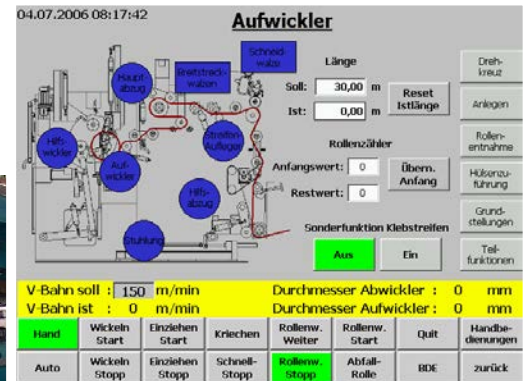 04.07.2006 08:17:42
Aufwickler
Schneid-
walze
Haupt-
abzug
Breitstreck-
walzen
Streifen
Aufleger
Hilfs-
wickler
Auf-
wickler
Hilfs-
abzug
Stuhlung
Länge
Soll: 30,00 m
Ist: 0,00 m
Reset
Istlänge
Rollenzähler
Anfangswert: 0
Restwert: 0
Übern.
Anfang
Sonderfunktion Klebstreifen
Aus
Ein
Dreh-
kreuz
Anlegen
Rollen-
entnahme
Hülsenzu-
führung
Grund-
stellungen
Teil-
funktionen
V-Bahn soll : 150 m/min
Durchmesser Abwickler : 0 mm
V-Bahn ist : 0 m/min
Durchmesser Aufwickler : 0 mm
Hand
Wickeln
Start
Einziehen
Start
Kriechen
Rollenw.
Weiter
Rollenw.
Start
Quit
Handbe-
dienungen
Auto
Wickeln
Stopp
Einziehen
Stopp
Schnell-
Stopp
Rollenw.
Stopp
Abfall-
Rolle
BDE
zurück